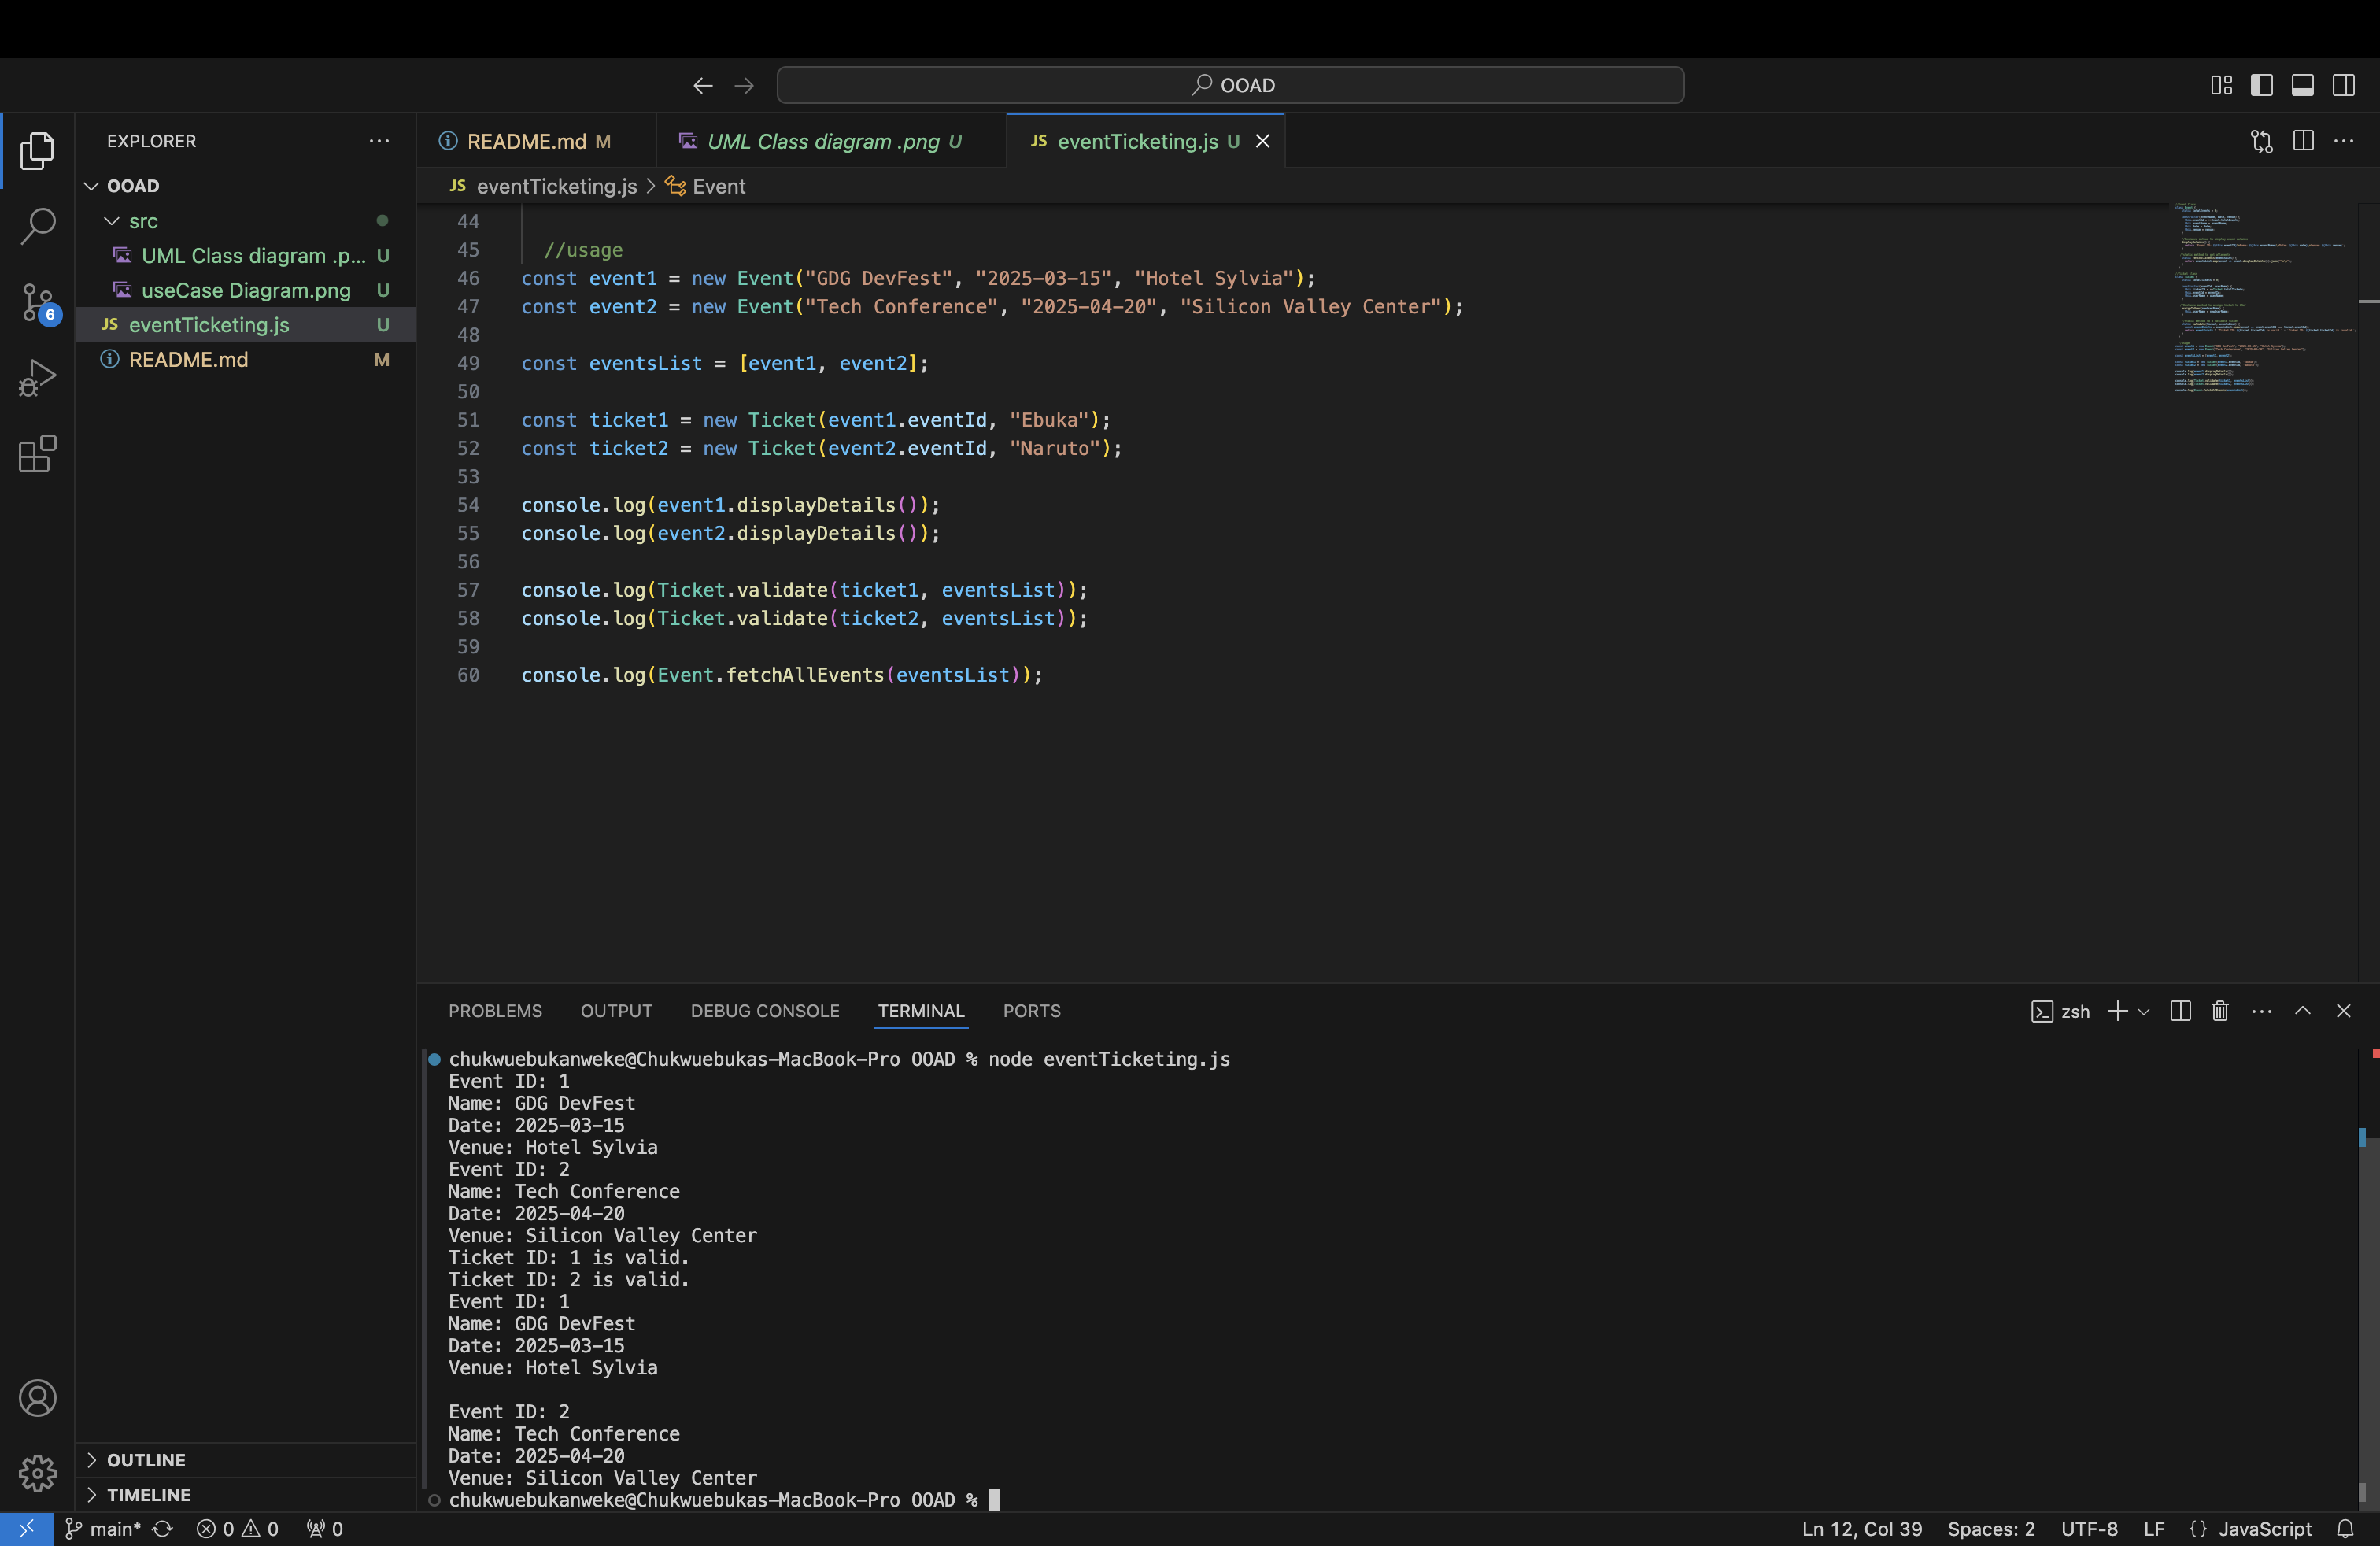 OOAD
EXPLORER
README.md M
UML Class diagram .png U
JS eventTicketing.js U
OOAD
JS eventTicketing.js > Event
src
UML Class diagram .p... U
useCase Diagram.png U
6
JS eventTicketing.js U
README.md M
44
45 //usage
46 const event1 = new Event("GDG DevFest", "2025-03-15", "Hotel Sylvia");
47 const event2 = new Event("Tech Conference", "2025-04-20", "Silicon Valley Center");
48
49 const eventsList = [event1, event2];
50
51 const ticket1 = new Ticket(event1.eventId, "Ebuka");
52 const ticket2 = new Ticket(event2.eventId, "Naruto");
53
54 console.log(event1.displayDetails());
55 console.log(event2.displayDetails());
56
57 console.log(Ticket.validate(ticket1, eventsList));
58 console.log(Ticket.validate(ticket2, eventsList));
59
60 console.log(Event.fetchAllEvents(eventsList));
PROBLEMS OUTPUT DEBUG CONSOLE TERMINAL PORTS
zsh
chukwuebukanweke@Chukwuebukas-MacBook-Pro OOAD % node eventTicketing.js
Event ID: 1
Name: GDG DevFest
Date: 2025-03-15
Venue: Hotel Sylvia
Event ID: 2
Name: Tech Conference
Date: 2025-04-20
Venue: Silicon Valley Center
Ticket ID: 1 is valid.
Ticket ID: 2 is valid.
Event ID: 1
Name: GDG DevFest
Date: 2025-03-15
Venue: Hotel Sylvia
Event ID: 2
Name: Tech Conference
Date: 2025-04-20
Venue: Silicon Valley Center
chukwuebukanweke@Chukwuebukas-MacBook-Pro OOAD %
OUTLINE
TIMELINE
main* 0 0 0
Ln 12, Col 39 Spaces: 2 UTF-8 LF {} JavaScript